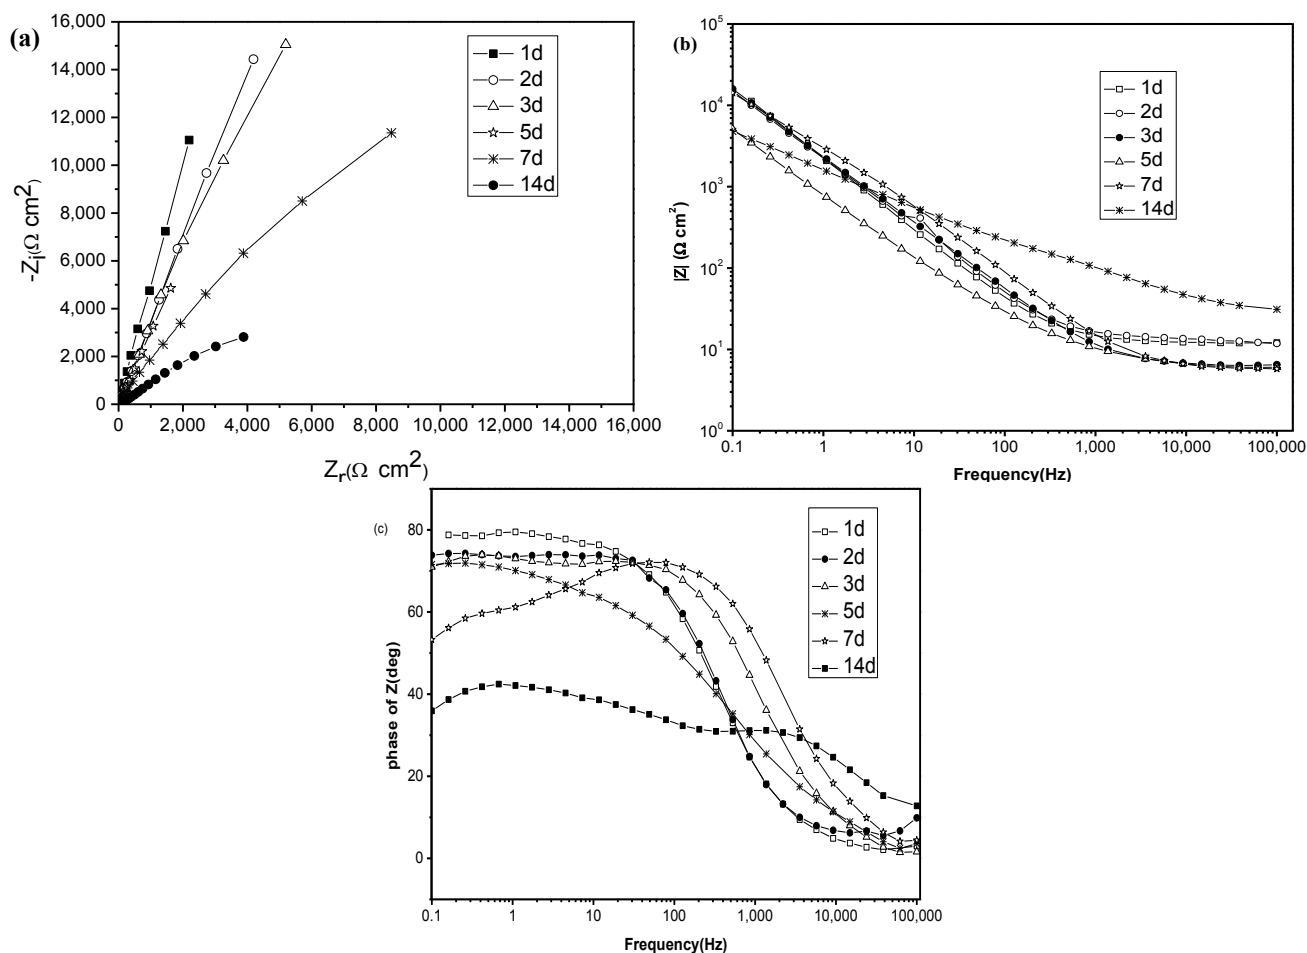 (a)
16,000
14,000
12,000
10,000
8,000
6,000
4,000
2,000
0
-Zi(Ω cm2)
1d
2d
3d
5d
7d
14d
0 2,000 4,000 6,000 8,000 10,000 12,000 14,000 16,000
Zr(Ω cm2)
(b)
10^5
10^4
10^3
10^2
10^1
10^0
|Z| (Ω cm2)
1d
2d
3d
5d
7d
14d
0.1 1 10 100 1,000 10,000 100,000
Frequency(Hz)
(c)
80
60
40
20
0
phase of Z(deg)
1d
2d
3d
5d
7d
14d
0.1 1 10 100 1,000 10,000 100,000
Frequency(Hz)